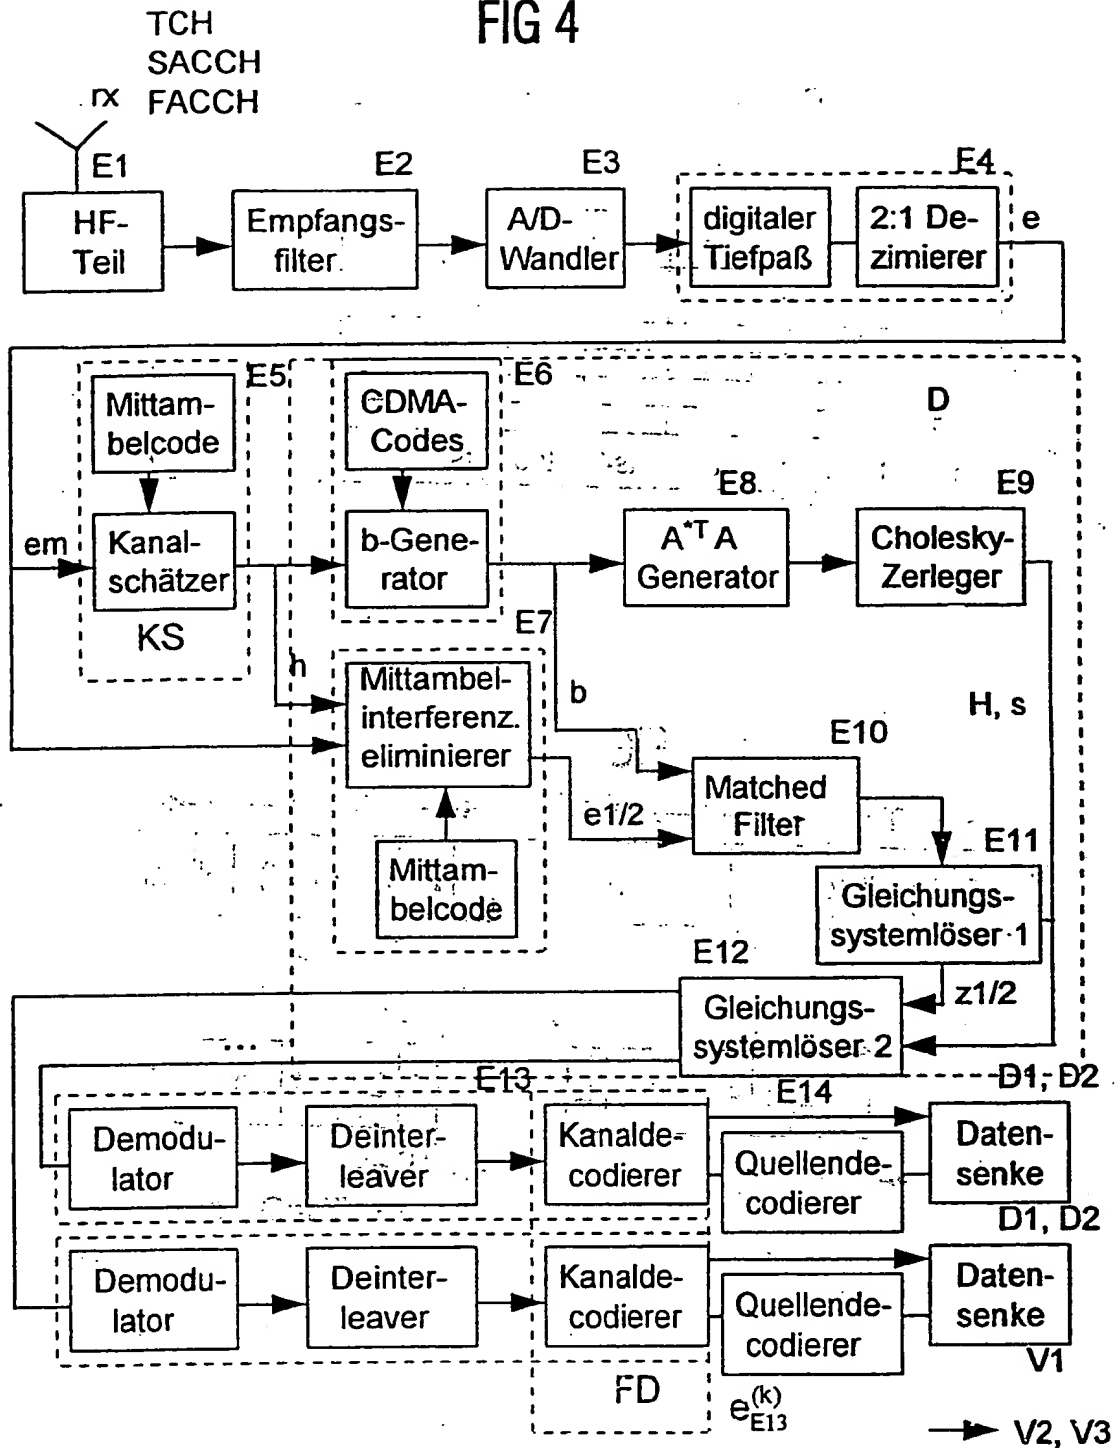 FIG 4
TCH
SACCH
FACCH
rx
E1
HF-
Teil
E2
Empfangs-
filter
E3
A/D-
Wandler
E4
digitaler
Tiefpaß
2:1 De-
zimierer
e
E5
Mittam-
belcode
em
Kanal-
schätzer
KS
E6
CDMA-
Codes
b-Gene-
rator
D
E8
A*T A
Generator
E9
Cholesky-
Zerleger
h
E7
Mittambel-
interferenz-
eliminierer
Mittam-
belcode
b
e1/2
H, s
E10
Matched
Filter
E11
Gleichungs-
systemlöser 1
z1/2
E12
Gleichungs-
systemlöser 2
...
E13
Demodu-
lator
Deinter-
leaver
Kanalde-
codierer
E14
Quellende-
codierer
D1, D2
Daten-
senke
D1, D2
Demodu-
lator
Deinter-
leaver
Kanalde-
codierer
Quellende-
codierer
Daten-
senke
V1
FD
e(k)E13
V2, V3